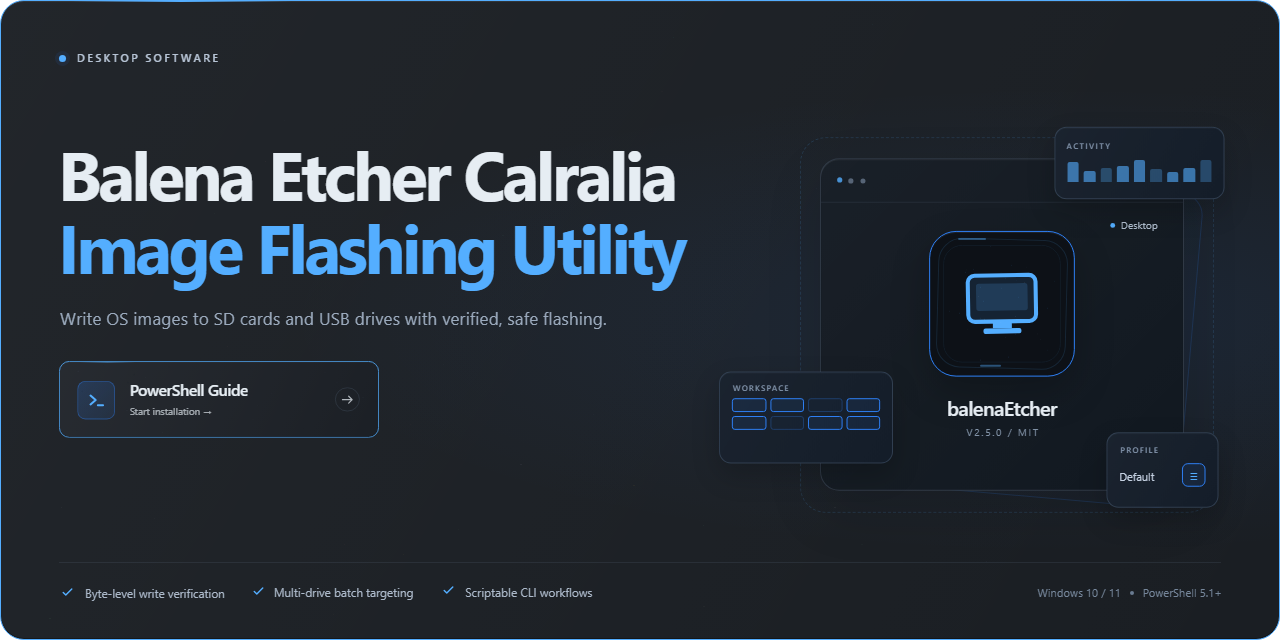 DESKTOP SOFTWARE
Balena Etcher Calralia
Image Flashing Utility
Write OS images to SD cards and USB drives with verified, safe flashing.
PowerShell Guide
Start installation →
ACTIVITY
Desktop
WORKSPACE
balenaEtcher
V2.5.0 / MIT
PROFILE
Default
Byte-level write verification
Multi-drive batch targeting
Scriptable CLI workflows
Windows 10 / 11 • PowerShell 5.1+